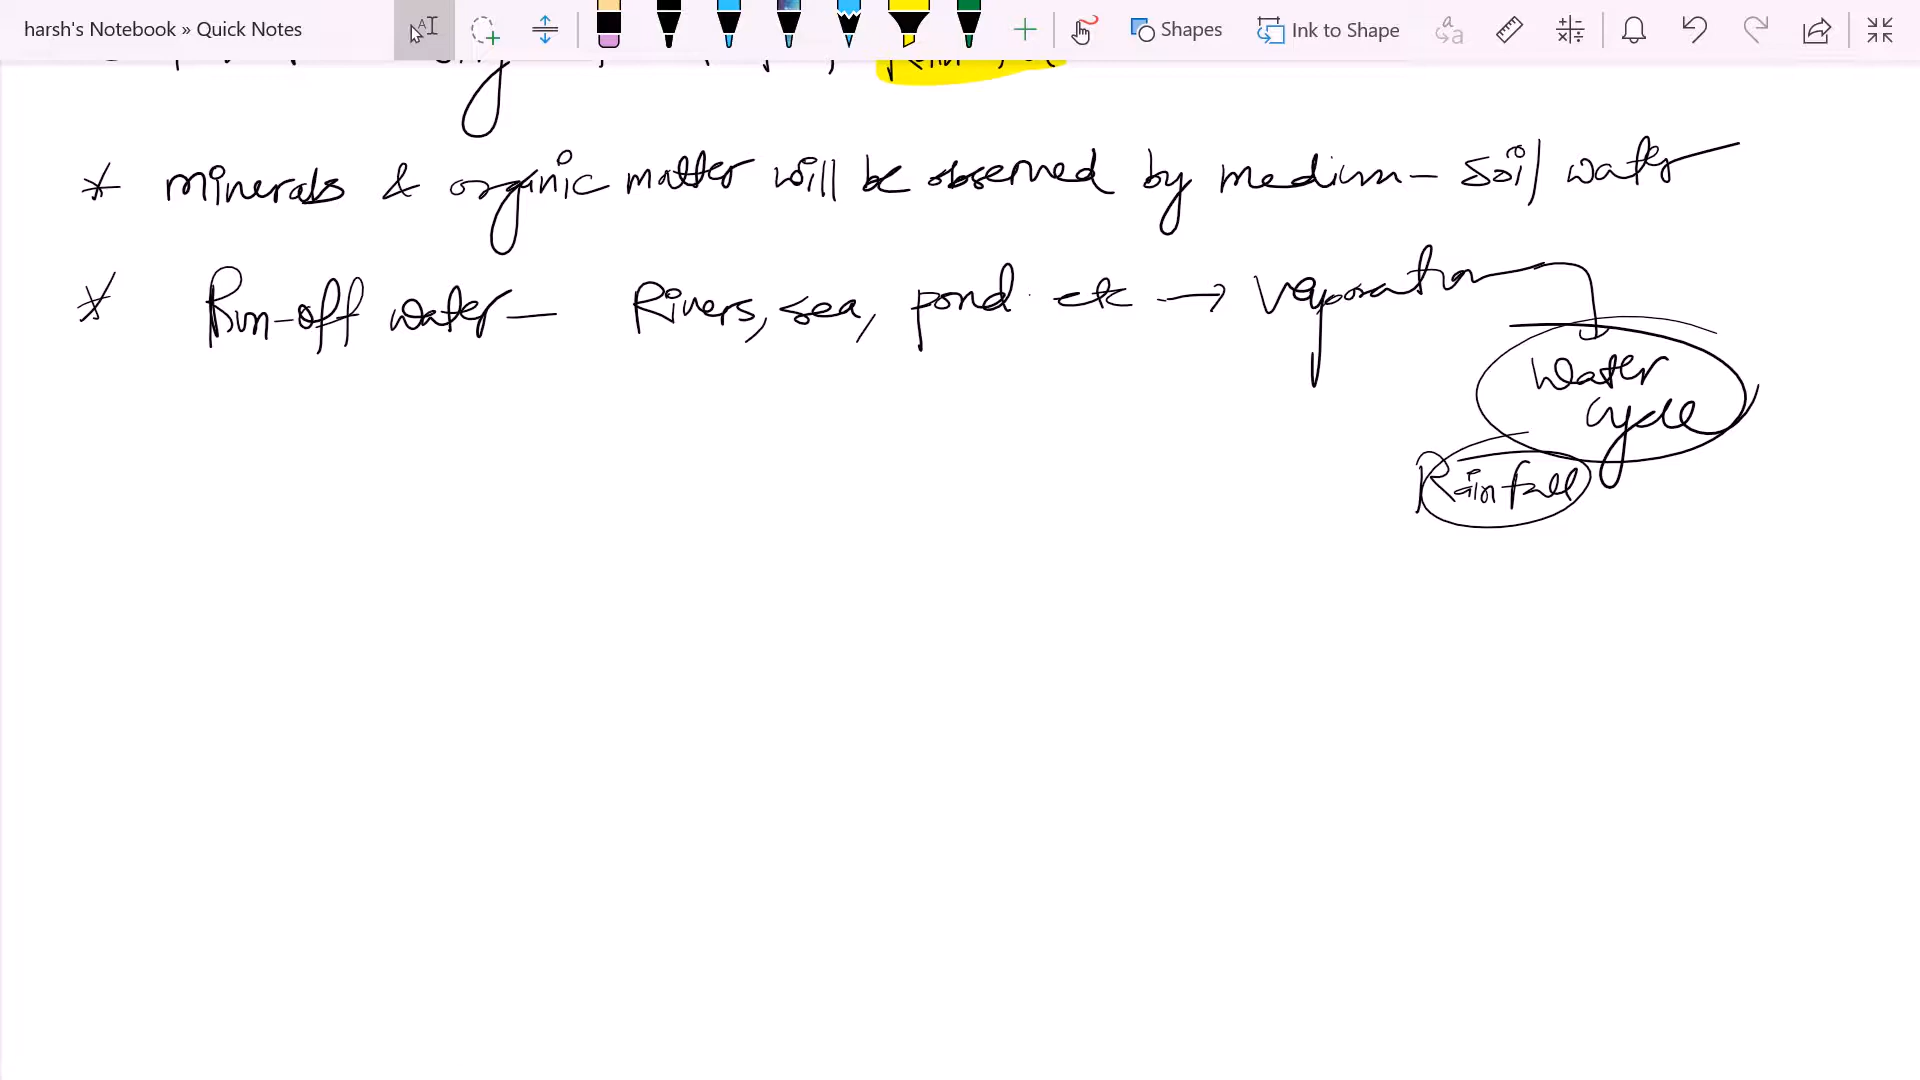 harsh's Notebook » Quick Notes
Shapes
Ink to Shape
* minerals & organic matter will be observed by medium - soil water
* Run-off water - Rivers, sea, pond etc → Vaporation
Water
cycle
Rainfall